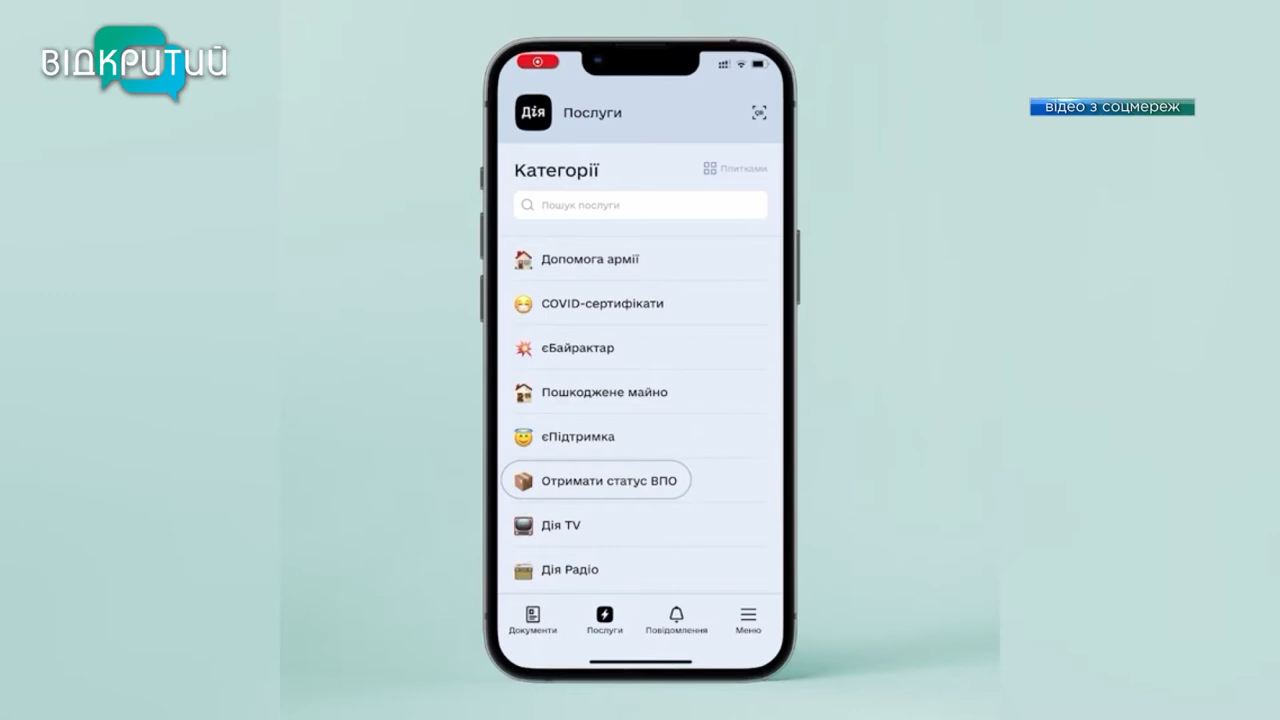 ВІДКРИТИЙ
відео з соцмереж
Дія
Послуги
Категорії
Плитками
Пошук послуги
Допомога армії
COVID-сертифікати
єБайрактар
Пошкоджене майно
єПідтримка
Отримати статус ВПО
Дія TV
Дія Радіо
Документи
Послуги
Повідомлення
Меню